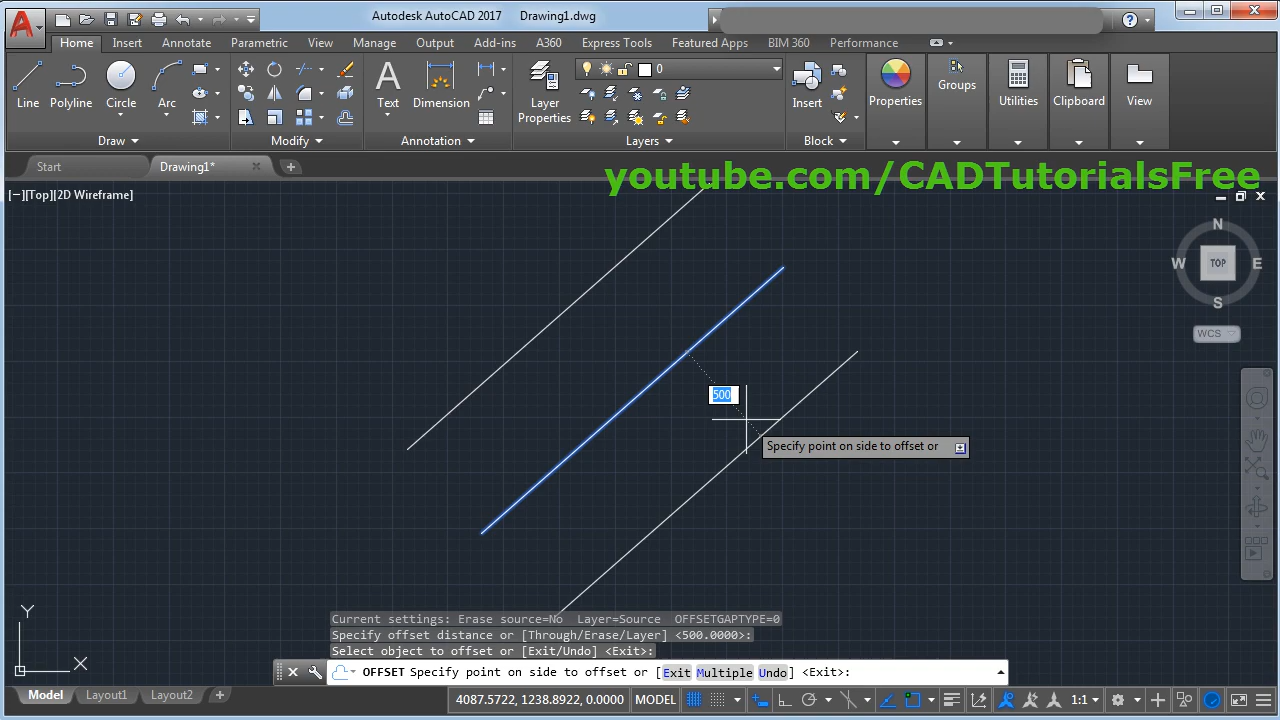 Autodesk AutoCAD 2017 Drawing1.dwg
Home Insert Annotate Parametric View Manage Output Add-ins A360 Express Tools Featured Apps BIM 360 Performance
Line Polyline Circle Arc
Text Dimension
Layer Properties
0
Insert
Properties Groups Utilities Clipboard View
Draw Modify Annotation Layers Block
Start Drawing1*
youtube.com/CADTutorialsFree
[−][Top][2D Wireframe]
N
W TOP E
S
WCS
500
Specify point on side to offset or
Y
X
Current settings: Erase source=No Layer=Source OFFSETGAPTYPE=0
Specify offset distance or [Through/Erase/Layer] <500.0000>:
Select object to offset or [Exit/Undo] <Exit>:
OFFSET Specify point on side to offset or [Exit Multiple Undo] <Exit>:
Model Layout1 Layout2 +
4087.5722, 1238.8922, 0.0000 MODEL 1:1